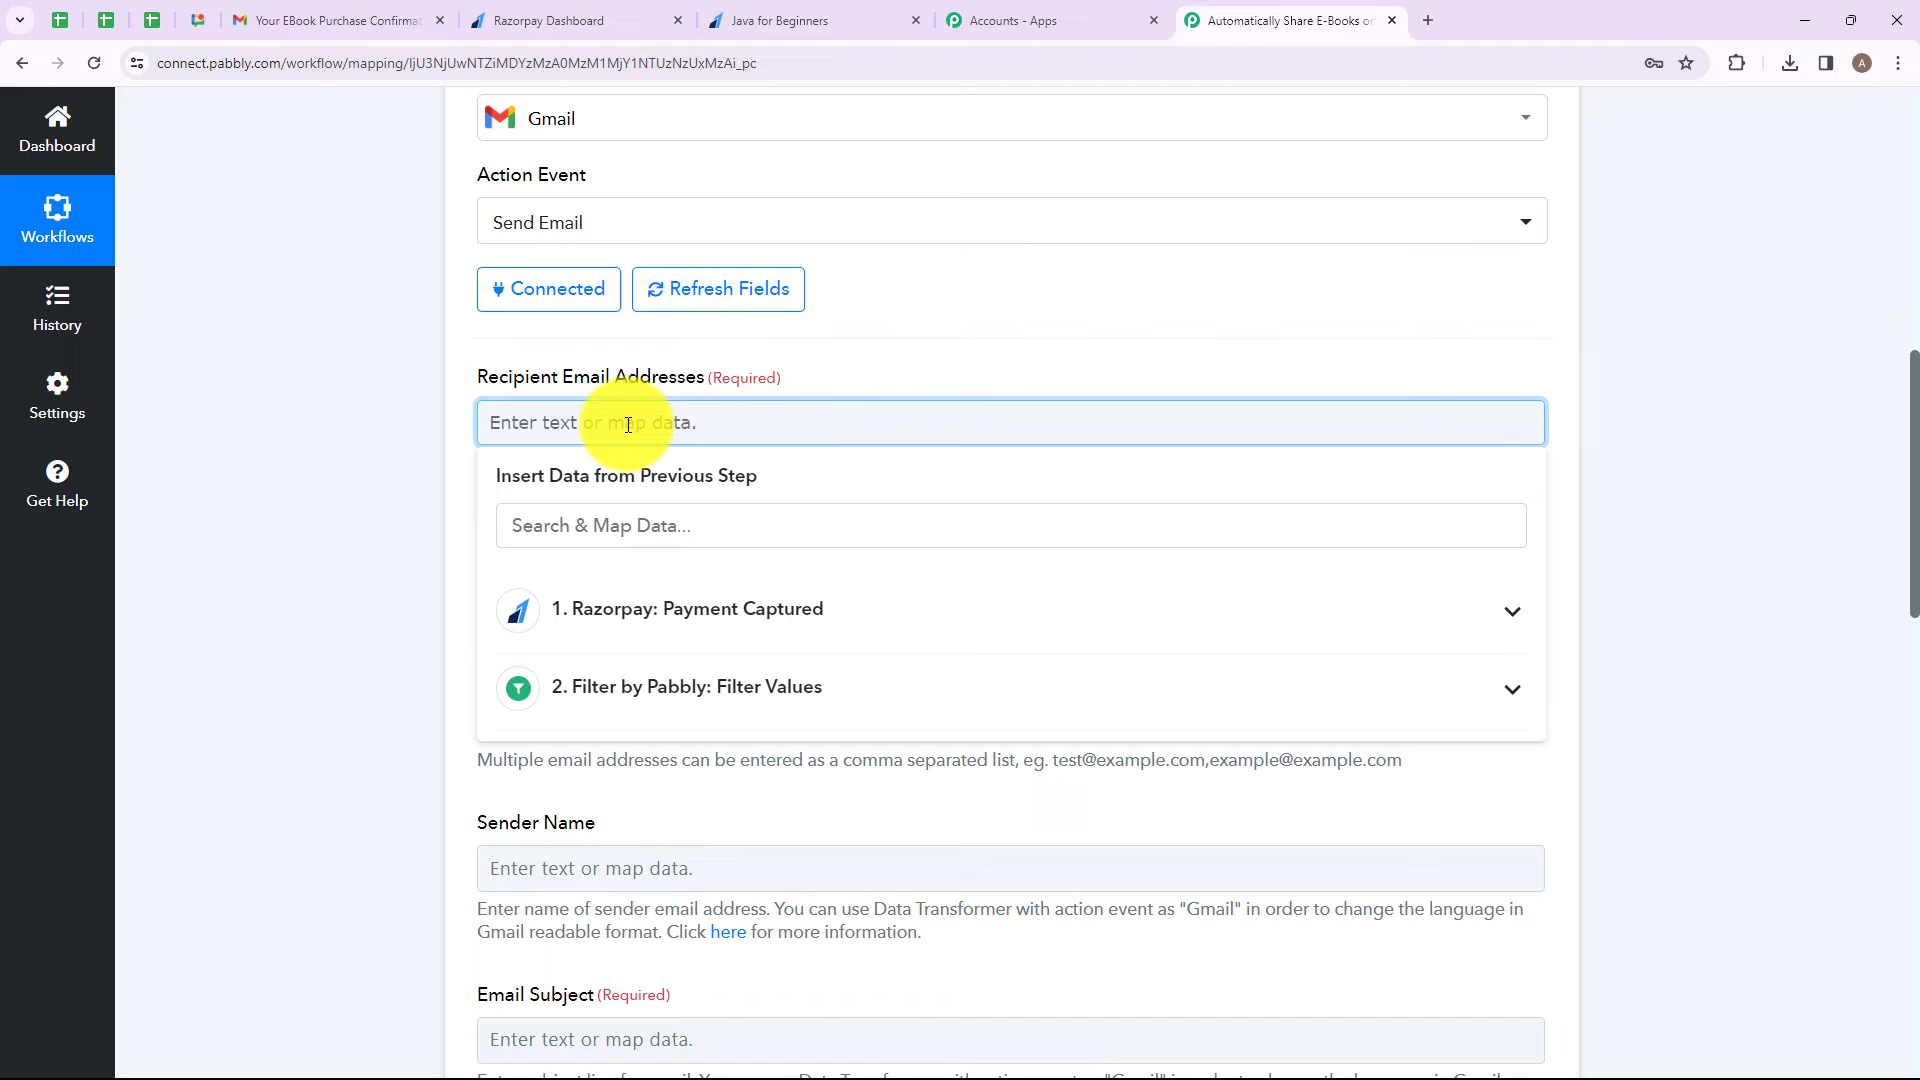 Your EBook Purchase Confirmat
Razorpay Dashboard
Java for Beginners
Accounts - Apps
Automatically Share E-Books on
connect.pabbly.com/workflow/mapping/IjU3NjUwNTZiMDYzMzA0MzM1MjY1NTUzNzUxMzAi_pc
A
Dashboard
Workflows
History
Settings
Get Help
Gmail
Action Event
Send Email
Connected
Refresh Fields
Recipient Email Addresses (Required)
Enter text or map data.
Insert Data from Previous Step
Search & Map Data...
1. Razorpay: Payment Captured
2. Filter by Pabbly: Filter Values
Multiple email addresses can be entered as a comma separated list, eg. test@example.com,example@example.com
Sender Name
Enter text or map data.
Enter name of sender email address. You can use Data Transformer with action event as "Gmail" in order to change the language in
Gmail readable format. Click here for more information.
Email Subject (Required)
Enter text or map data.